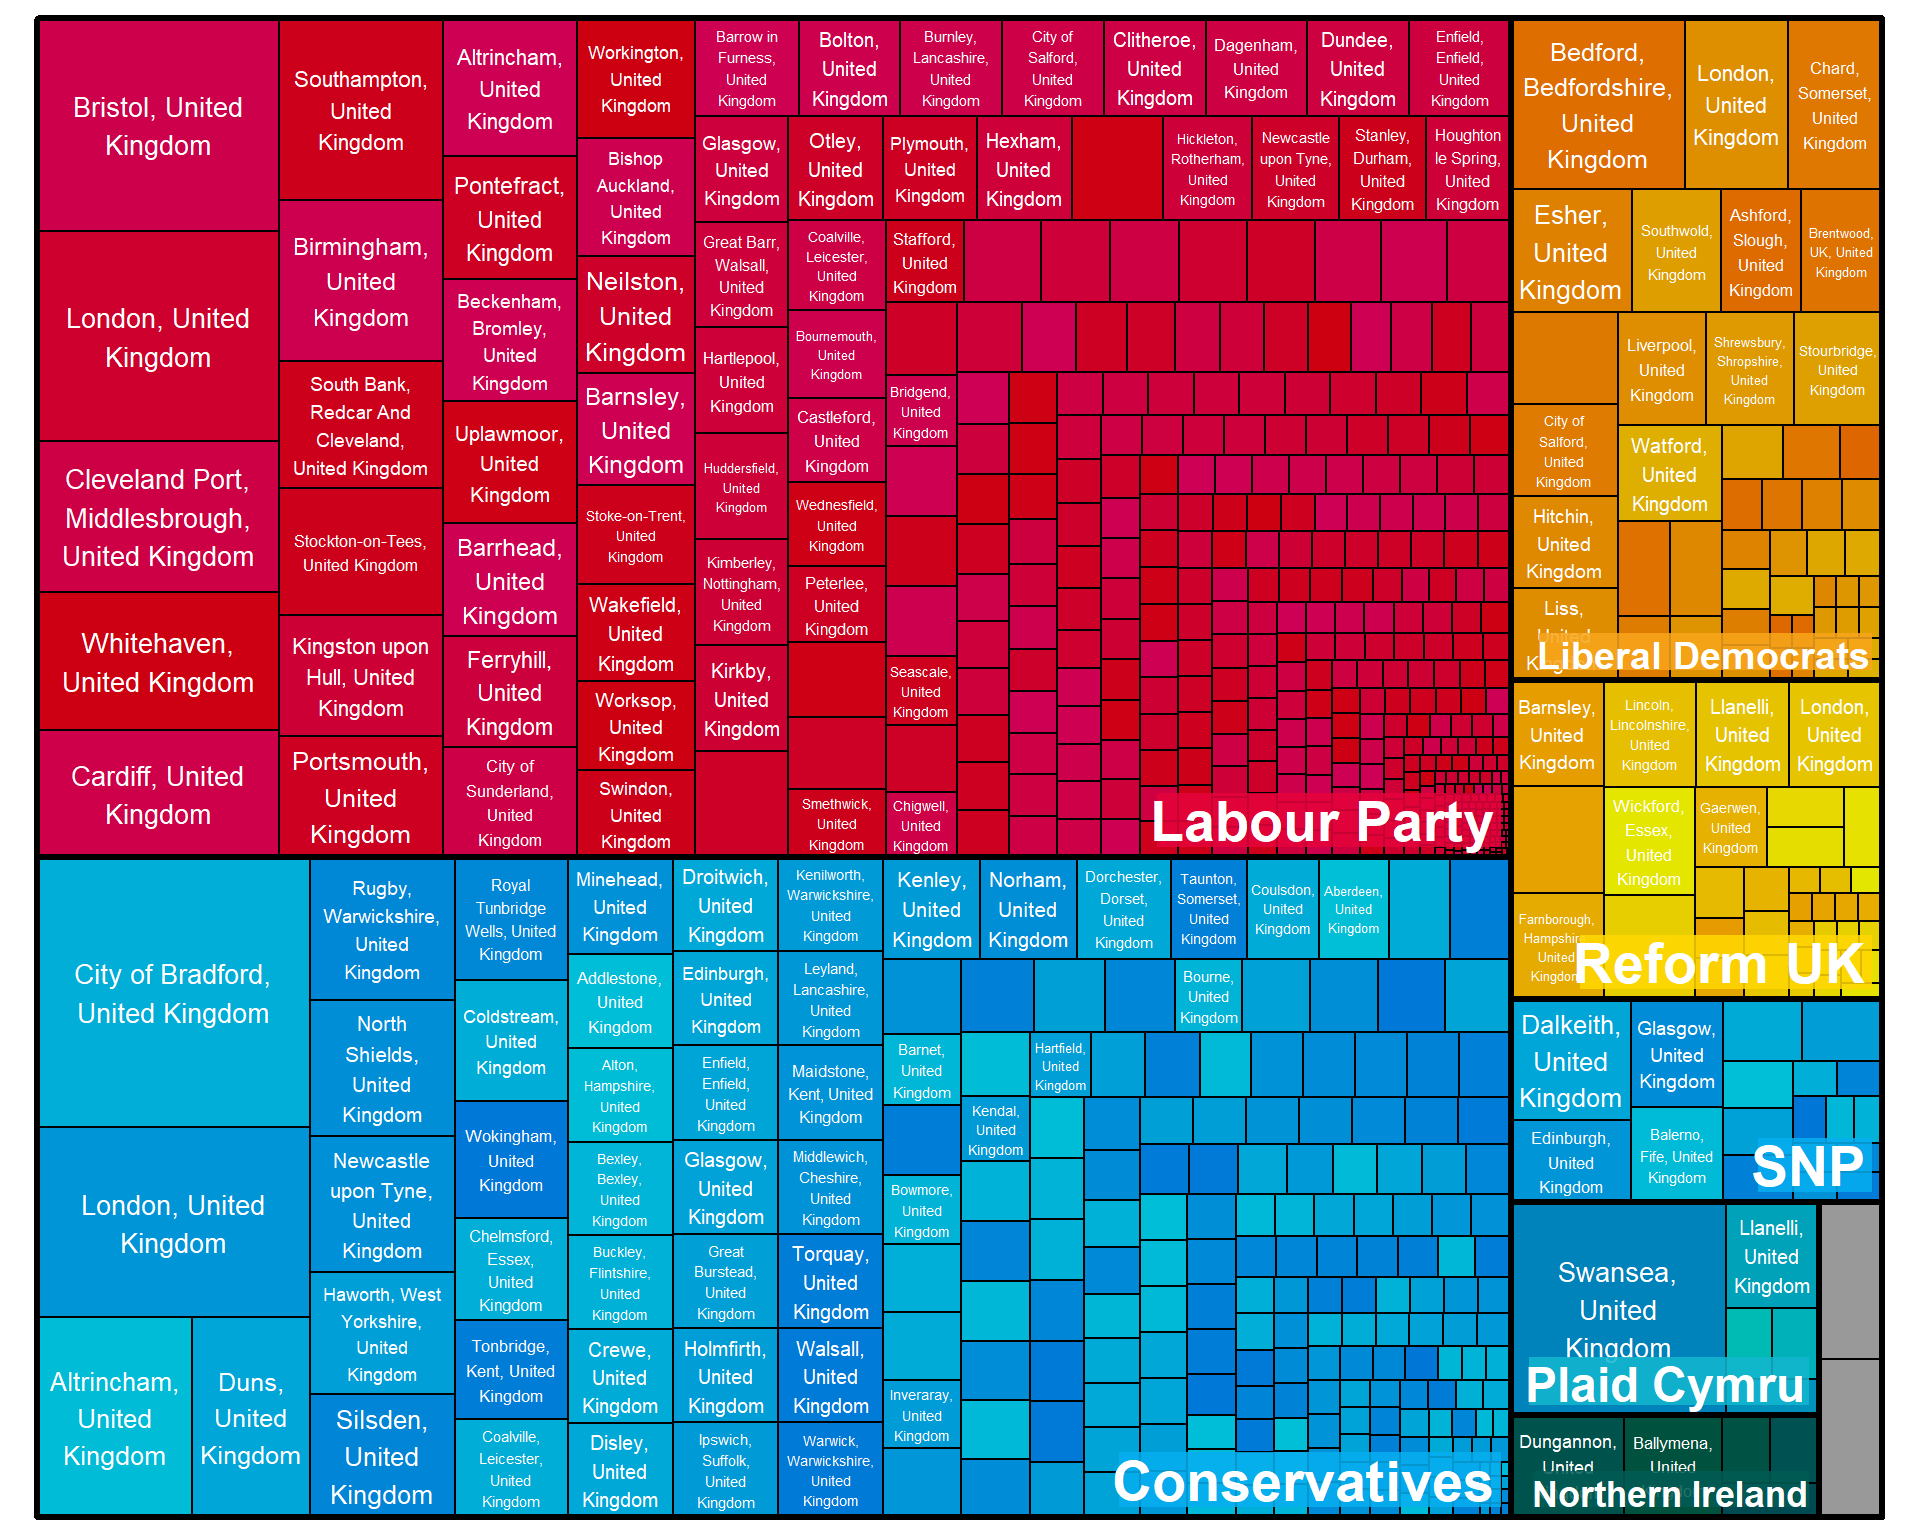 Bristol, United
Kingdom
London, United
Kingdom
Cleveland Port,
Middlesbrough,
United Kingdom
Whitehaven,
United Kingdom
Cardiff, United
Kingdom
Southampton,
United
Kingdom
Birmingham,
United
Kingdom
South Bank,
Redcar And
Cleveland,
United Kingdom
Stockton-on-Tees,
United Kingdom
Kingston upon
Hull, United
Kingdom
Portsmouth,
United
Kingdom
Altrincham,
United
Kingdom
Pontefract,
United
Kingdom
Beckenham,
Bromley,
United
Kingdom
Uplawmoor,
United
Kingdom
Barrhead,
United
Kingdom
Ferryhill,
United
Kingdom
City of
Sunderland,
United
Kingdom
Workington,
United
Kingdom
Bishop
Auckland,
United
Kingdom
Neilston,
United
Kingdom
Barnsley,
United
Kingdom
Stoke-on-Trent,
United
Kingdom
Wakefield,
United
Kingdom
Worksop,
United
Kingdom
Swindon,
United
Kingdom
Barrow in
Furness,
United
Kingdom
Bolton,
United
Kingdom
Burnley,
Lancashire,
United
Kingdom
City of
Salford,
United
Kingdom
Clitheroe,
United
Kingdom
Dagenham,
United
Kingdom
Dundee,
United
Kingdom
Enfield,
Enfield,
United
Kingdom
Glasgow,
United
Kingdom
Otley,
United
Kingdom
Plymouth,
United
Kingdom
Hexham,
United
Kingdom
Hickleton,
Rotherham,
United
Kingdom
Newcastle
upon Tyne,
United
Kingdom
Stanley,
Durham,
United
Kingdom
Houghton
le Spring,
United
Kingdom
Great Barr,
Walsall,
United
Kingdom
Hartlepool,
United
Kingdom
Huddersfield,
United
Kingdom
Kimberley,
Nottingham,
United
Kingdom
Kirkby,
United
Kingdom
Coalville,
Leicester,
United
Kingdom
Bournemouth,
United
Kingdom
Castleford,
United
Kingdom
Wednesfield,
United
Kingdom
Peterlee,
United
Kingdom
Smethwick,
United
Kingdom
Stafford,
United
Kingdom
Bridgend,
United
Kingdom
Seascale,
United
Kingdom
Chigwell,
United
Kingdom
Labour Party
Bedford,
Bedfordshire,
United
Kingdom
London,
United
Kingdom
Chard,
Somerset,
United
Kingdom
Esher,
United
Kingdom
Southwold,
United
Kingdom
Ashford,
Slough,
United
Kingdom
Brentwood,
UK, United
Kingdom
Liverpool,
United
Kingdom
Shrewsbury,
Shropshire,
United
Kingdom
Stourbridge,
United
Kingdom
City of
Salford,
United
Kingdom
Watford,
United
Kingdom
Hitchin,
United
Kingdom
Liss,
United
Liberal Democrats
Barnsley,
United
Kingdom
Lincoln,
Lincolnshire,
United
Kingdom
Llanelli,
United
Kingdom
London,
United
Kingdom
Wickford,
Essex,
United
Kingdom
Gaerwen,
United
Kingdom
Farnborough,
Hampshire,
United
Kingdom
Reform UK
Dalkeith,
United
Kingdom
Glasgow,
United
Kingdom
Edinburgh,
United
Kingdom
Balerno,
Fife, United
Kingdom
SNP
Swansea,
United
Kingdom
Llanelli,
United
Kingdom
Plaid Cymru
Dungannon,
United
Ballymena,
United
Northern Ireland
City of Bradford,
United Kingdom
London, United
Kingdom
Altrincham,
United
Kingdom
Duns,
United
Kingdom
Rugby,
Warwickshire,
United
Kingdom
North
Shields,
United
Kingdom
Newcastle
upon Tyne,
United
Kingdom
Haworth, West
Yorkshire,
United
Kingdom
Silsden,
United
Kingdom
Royal
Tunbridge
Wells, United
Kingdom
Coldstream,
United
Kingdom
Wokingham,
United
Kingdom
Chelmsford,
Essex,
United
Kingdom
Tonbridge,
Kent, United
Kingdom
Coalville,
Leicester,
United
Kingdom
Minehead,
United
Kingdom
Addlestone,
United
Kingdom
Alton,
Hampshire,
United
Kingdom
Bexley,
Bexley,
United
Kingdom
Buckley,
Flintshire,
United
Kingdom
Crewe,
United
Kingdom
Disley,
United
Kingdom
Droitwich,
United
Kingdom
Edinburgh,
United
Kingdom
Enfield,
Enfield,
United
Kingdom
Glasgow,
United
Kingdom
Great
Burstead,
United
Kingdom
Holmfirth,
United
Kingdom
Ipswich,
Suffolk,
United
Kingdom
Kenilworth,
Warwickshire,
United
Kingdom
Leyland,
Lancashire,
United
Kingdom
Maidstone,
Kent, United
Kingdom
Middlewich,
Cheshire,
United
Kingdom
Torquay,
United
Kingdom
Walsall,
United
Kingdom
Warwick,
Warwickshire,
United
Kingdom
Kenley,
United
Kingdom
Norham,
United
Kingdom
Dorchester,
Dorset,
United
Kingdom
Taunton,
Somerset,
United
Kingdom
Coulsdon,
United
Kingdom
Aberdeen,
United
Kingdom
Bourne,
United
Kingdom
Barnet,
United
Kingdom
Hartfield,
United
Kingdom
Kendal,
United
Kingdom
Bowmore,
United
Kingdom
Inveraray,
United
Kingdom
Conservatives